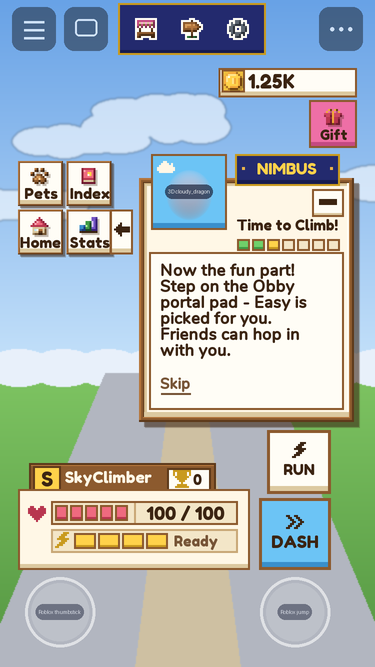 1.25K
Gift
Pets
Index
Home
Stats
3D cloudy_dragon
NIMBUS
Time to Climb!
Now the fun part!
Step on the Obby
portal pad - Easy is
picked for you.
Friends can hop in
with you.
Skip
RUN
S
SkyClimber
0
100 / 100
Ready
DASH
Roblox thumbstick
Roblox jump